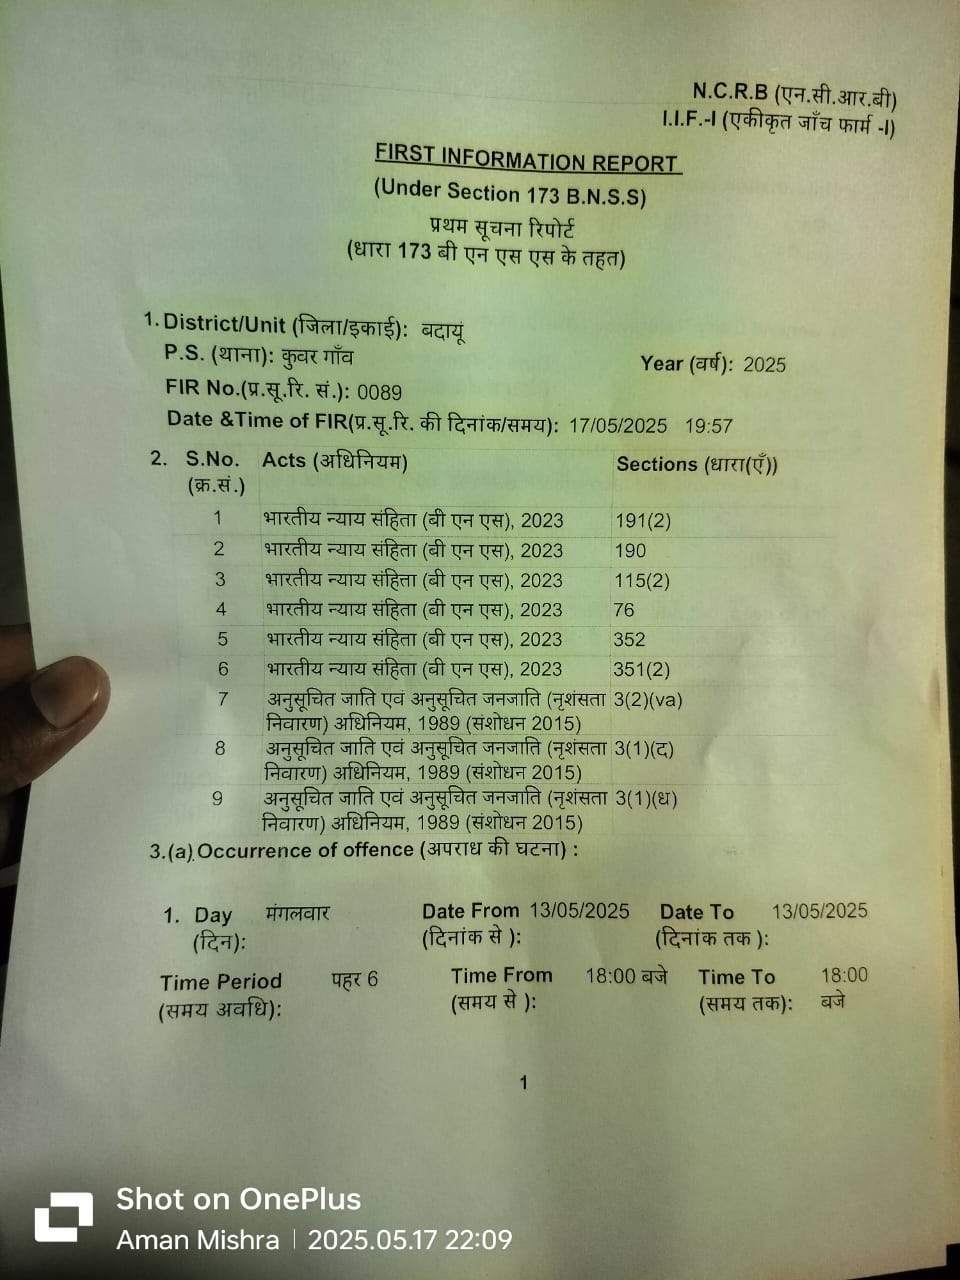 N.C.R.B (एन.सी.आर.बी)
I.I.F.-I (एकीकृत जाँच फार्म -I)
FIRST INFORMATION REPORT
(Under Section 173 B.N.S.S)
प्रथम सूचना रिपोर्ट
(धारा 173 बी एन एस एस के तहत)
1. District/Unit (जिला/इकाई): बदायूं
P.S. (थाना): कुवर गाँव Year (वर्ष): 2025
FIR No.(प्र.सू.रि. सं.): 0089
Date &Time of FIR(प्र.सू.रि. की दिनांक/समय): 17/05/2025 19:57
2. S.No. Acts (अधिनियम) Sections (धारा(एँ))
(क्र.सं.)
1 भारतीय न्याय संहिता (बी एन एस), 2023 191(2)
2 भारतीय न्याय संहिता (बी एन एस), 2023 190
3 भारतीय न्याय संहिता (बी एन एस), 2023 115(2)
4 भारतीय न्याय संहिता (बी एन एस), 2023 76
5 भारतीय न्याय संहिता (बी एन एस), 2023 352
6 भारतीय न्याय संहिता (बी एन एस), 2023 351(2)
7 अनुसूचित जाति एवं अनुसूचित जनजाति (नृशंसता 3(2)(va)
निवारण) अधिनियम, 1989 (संशोधन 2015)
8 अनुसूचित जाति एवं अनुसूचित जनजाति (नृशंसता 3(1)(द)
निवारण) अधिनियम, 1989 (संशोधन 2015)
9 अनुसूचित जाति एवं अनुसूचित जनजाति (नृशंसता 3(1)(ध)
निवारण) अधिनियम, 1989 (संशोधन 2015)
3.(a) Occurrence of offence (अपराध की घटना) :
1. Day मंगलवार Date From 13/05/2025 Date To 13/05/2025
(दिन): (दिनांक से ): (दिनांक तक ):
Time Period पहर 6 Time From 18:00 बजे Time To 18:00
(समय अवधि): (समय से ): (समय तक): बजे
1
Shot on OnePlus
Aman Mishra | 2025.05.17 22:09